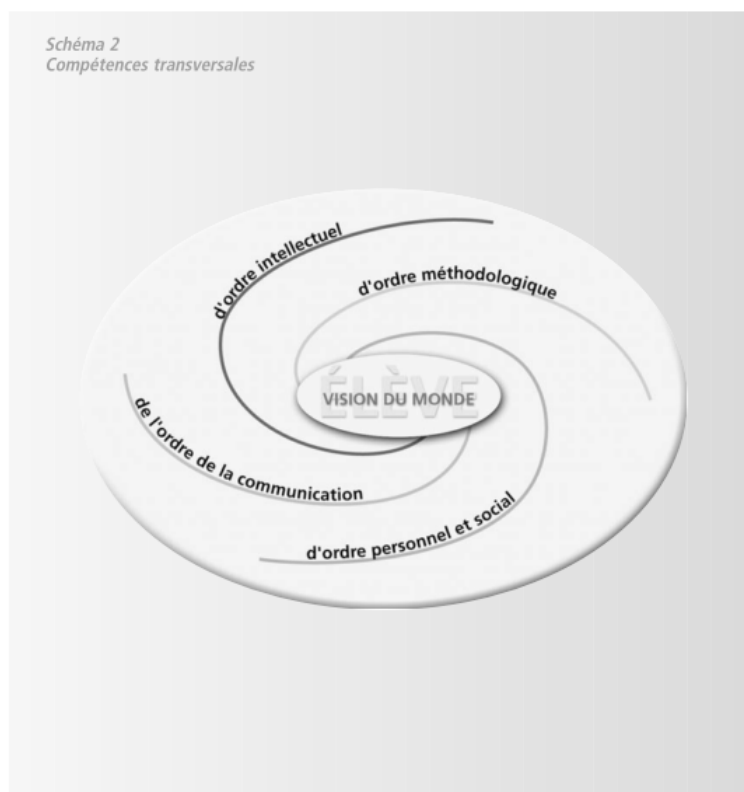 Schéma 2
Compétences transversales
d'ordre intellectuel
d'ordre méthodologique
ÉLÈVE
VISION DU MONDE
de l'ordre de la communication
d'ordre personnel et social